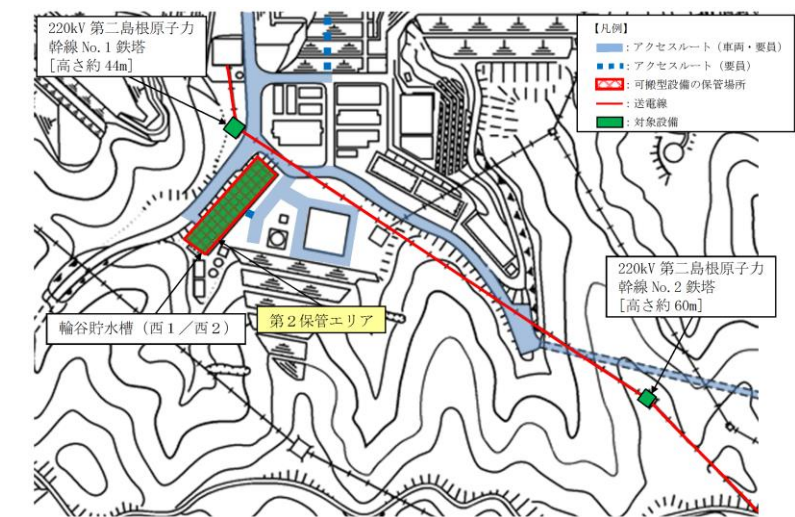 220kV 第二島根原子力
幹線 No.1 鉄塔
[高さ約 44m]
【凡例】
：アクセスルート（車両・要員）
：アクセスルート（要員）
：可搬型設備の保管場所
：送電線
：対象設備
220kV 第二島根原子力
幹線 No.2 鉄塔
[高さ約 60m]
輪谷貯水槽（西１／西２）
第２保管エリア